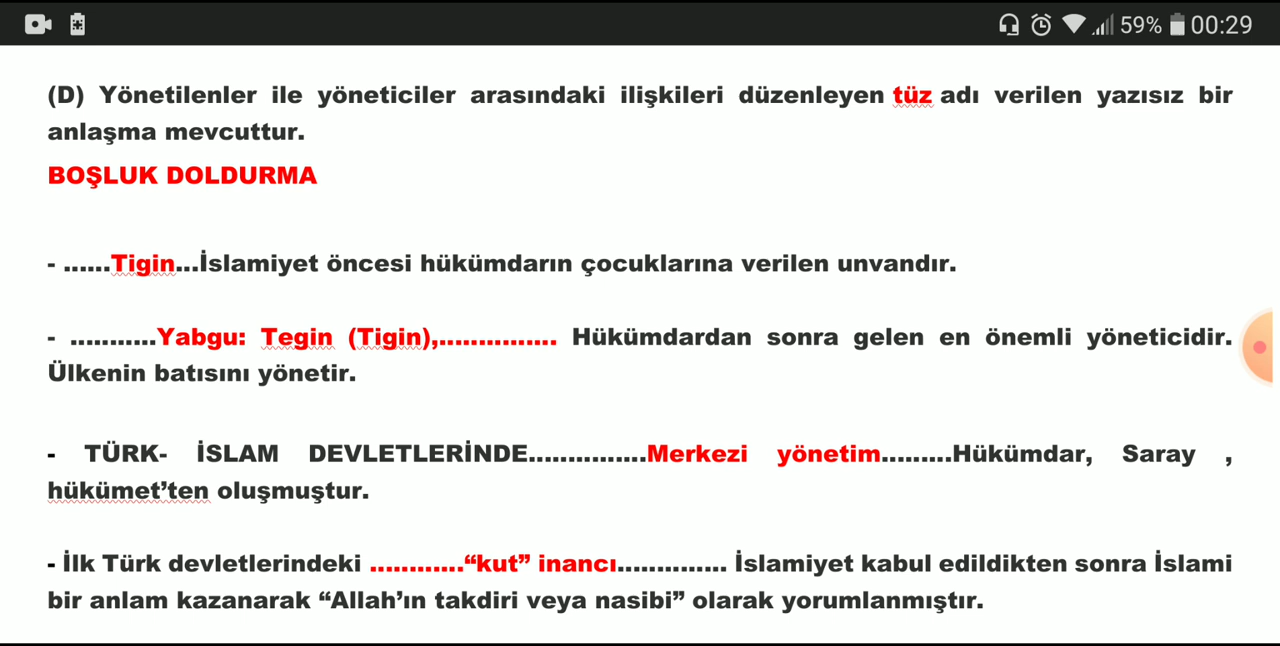 59% 00:29
(D) Yönetilenler ile yöneticiler arasındaki ilişkileri düzenleyen tüz adı verilen yazısız bir
anlaşma mevcuttur.
BOŞLUK DOLDURMA
- ......Tigin...İslamiyet öncesi hükümdarın çocuklarına verilen unvandır.
- ...........Yabgu: Tegin (Tigin),............... Hükümdardan sonra gelen en önemli yöneticidir.
Ülkenin batısını yönetir.
- TÜRK- İSLAM DEVLETLERİNDE...............Merkezi yönetim.........Hükümdar, Saray ,
hükümet’ten oluşmuştur.
- İlk Türk devletlerindeki ............“kut” inancı.............. İslamiyet kabul edildikten sonra İslami
bir anlam kazanarak “Allah’ın takdiri veya nasibi” olarak yorumlanmıştır.